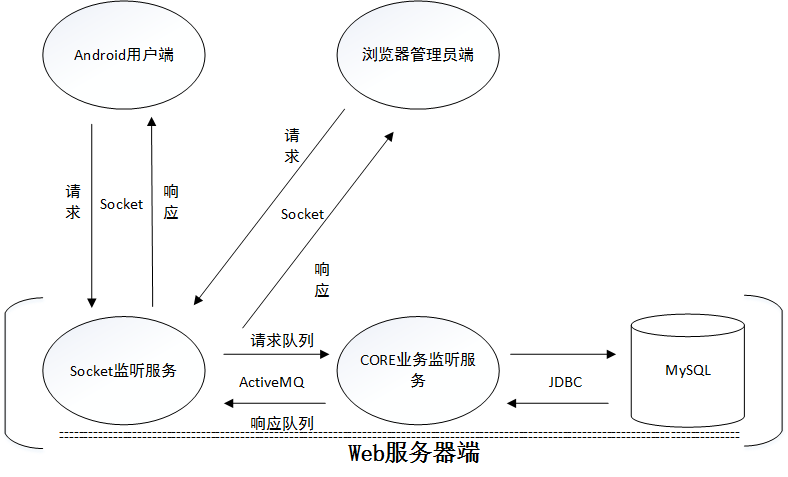 Android用户端
浏览器管理员端
请
求
Socket
响
应
请
求
Socket
响
应
Socket监听服务
请求队列
ActiveMQ
响应队列
CORE业务监听服
务
JDBC
MySQL
Web服务器端